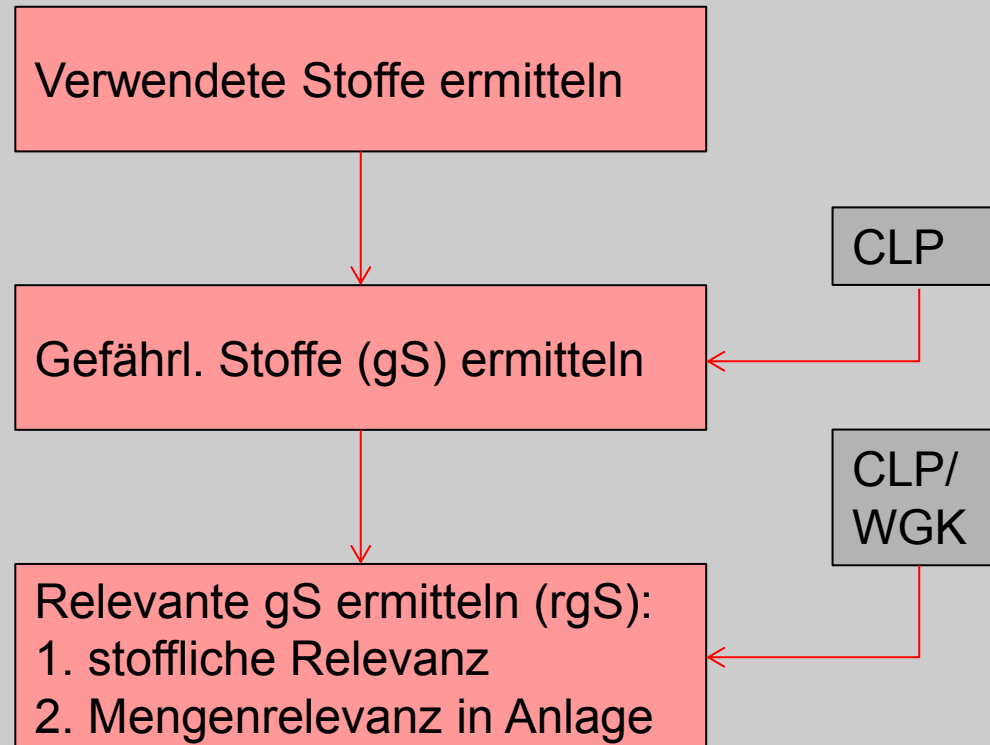 Verwendete Stoffe ermitteln
CLP
Gefährl. Stoffe (gS) ermitteln
CLP/
WGK
Relevante gS ermitteln (rgS):
1. stoffliche Relevanz
2. Mengenrelevanz in Anlage